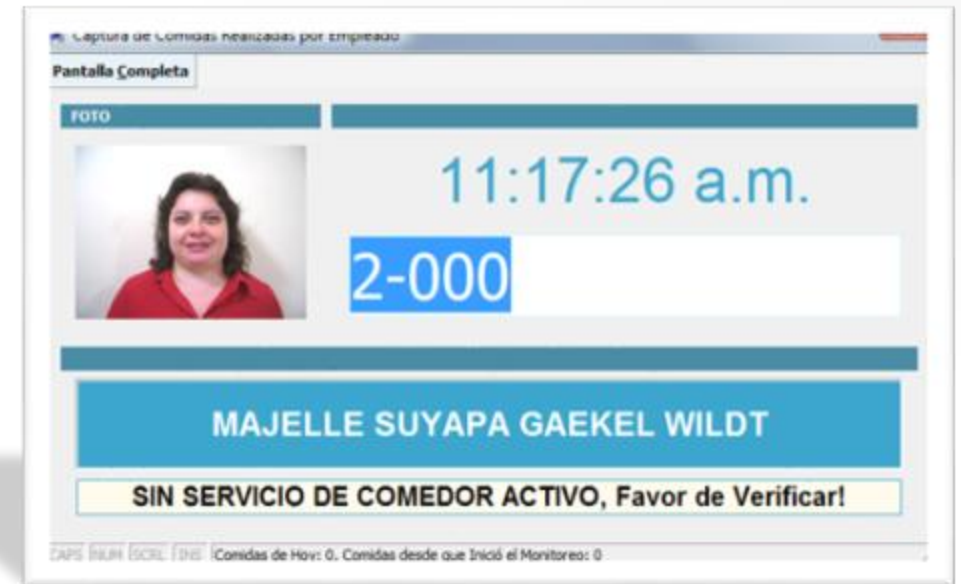 Captura de Comidas Realizadas por Empleado
Pantalla Completa
FOTO
11:17:26 a.m.
2-000
MAJELLE SUYAPA GAEKEL WILDT
SIN SERVICIO DE COMEDOR ACTIVO, Favor de Verificar!
CAPS NUM SCRL INS Comidas de Hoy: 0. Comidas desde que Inició el Monitoreo: 0